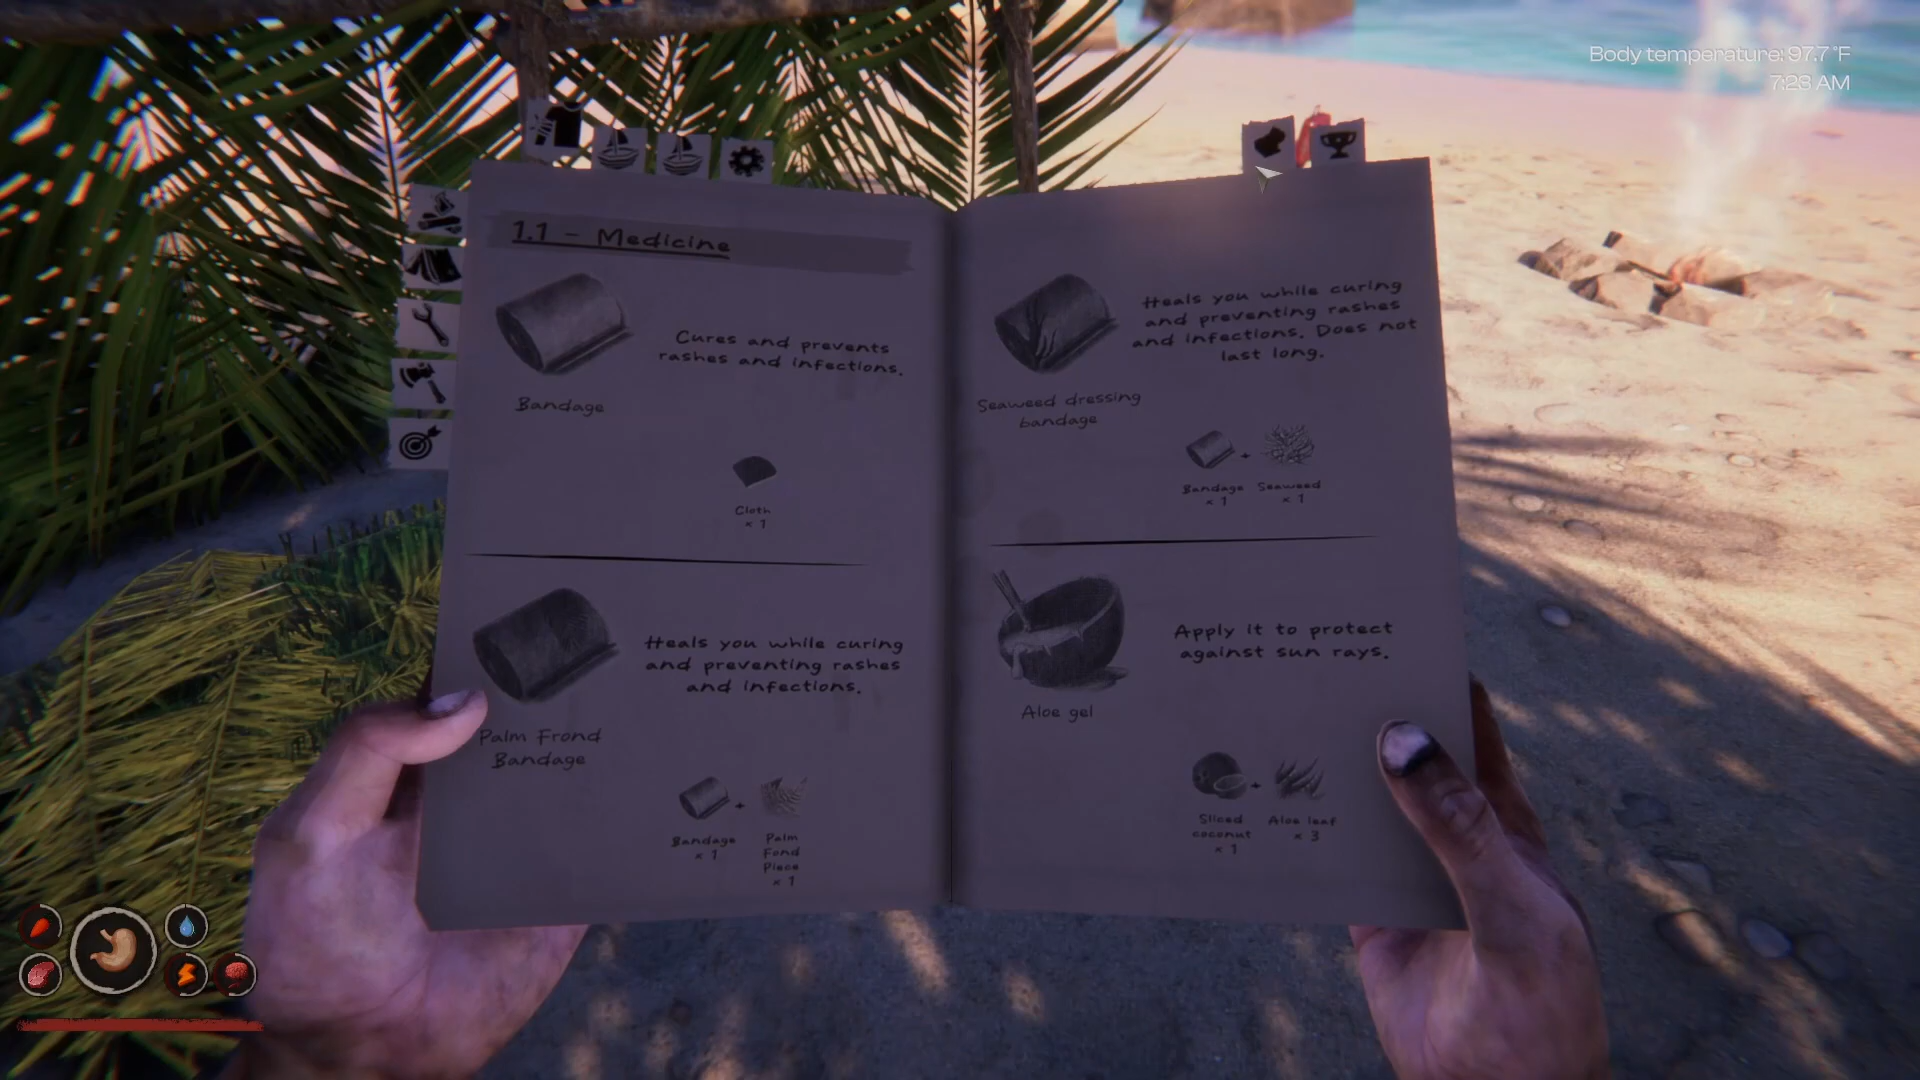 Body temperature: 97.7 °F
7:23 AM
1.1 - Medicine
Cures and prevents
rashes and infections.
Bandage
Cloth
x 1
Heals you while curing
and preventing rashes
and infections.
Palm Frond
Bandage
Bandage
x 1
Palm
Fond
Piece
x 1
Heals you while curing
and preventing rashes
and infections. Does not
last long.
Seaweed dressing
bandage
Bandage
x 1
Seaweed
x 1
Apply it to protect
against sun rays.
Aloe gel
Sliced
coconut
x 1
Aloe leaf
x 3